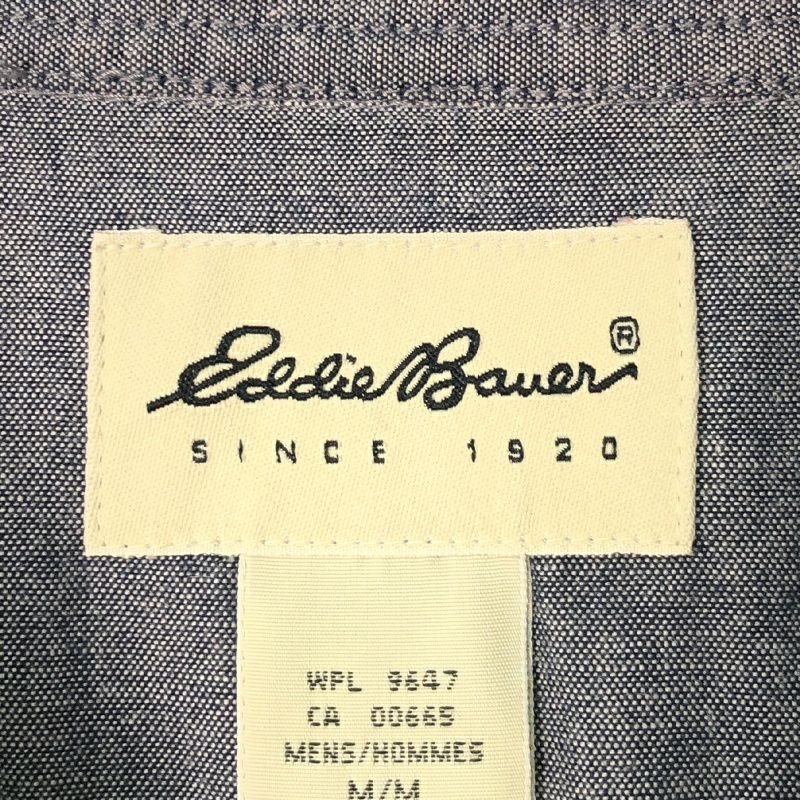 Eddie Bauer®
SINCE 1920
WPL 9647
CA 00665
MENS/HOMMES
M/M